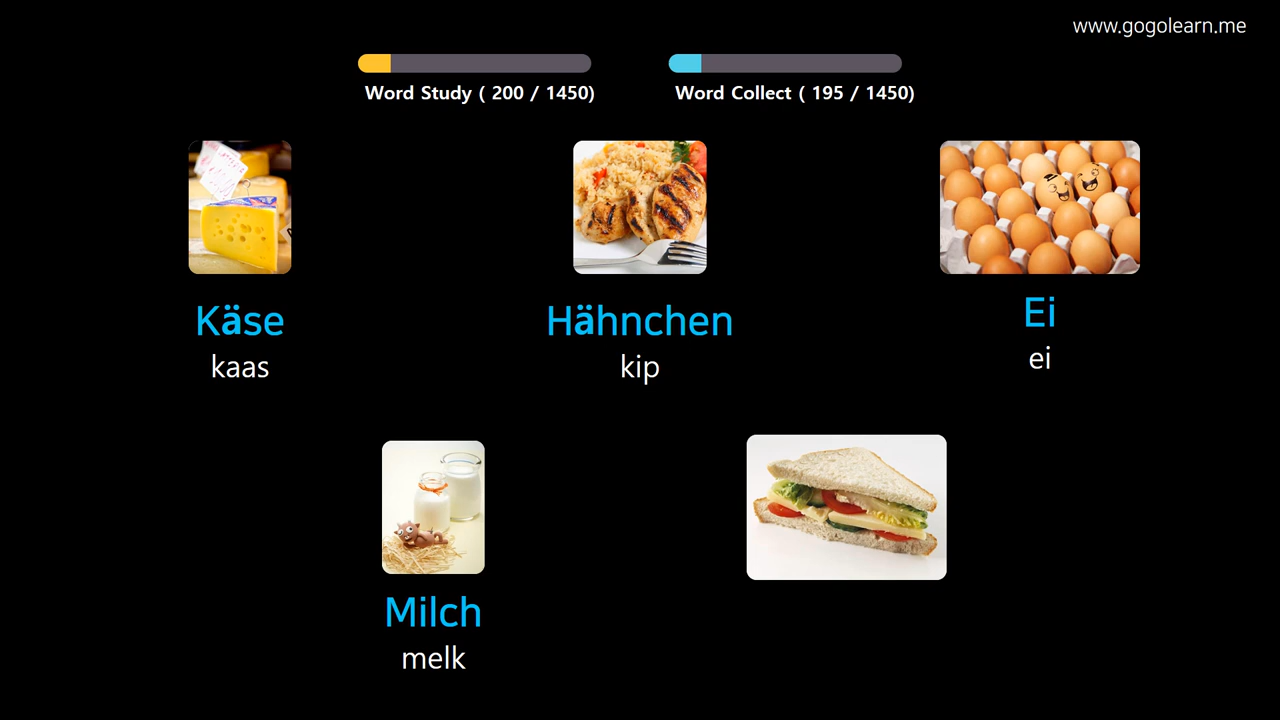 www.gogolearn.me
Word Study ( 200 / 1450)
Word Collect ( 195 / 1450)
Käse
kaas
Hähnchen
kip
Ei
ei
Milch
melk